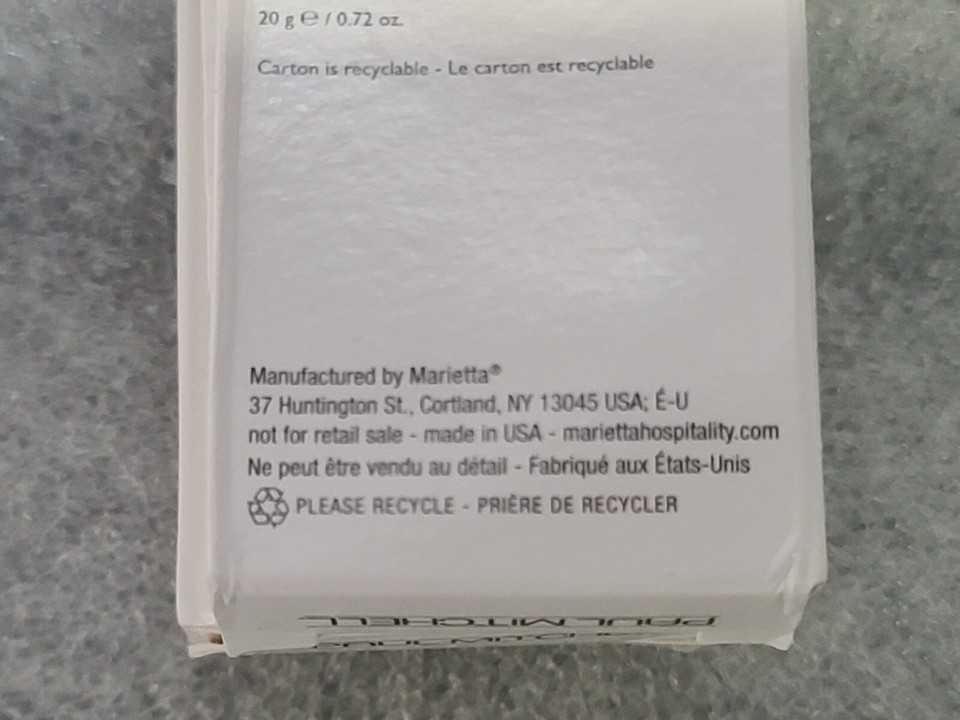 20 g ℮ / 0.72 oz.
Carton is recyclable - Le carton est recyclable
Manufactured by Marietta®
37 Huntington St., Cortland, NY 13045 USA; É-U
not for retail sale - made in USA - mariettahospitality.com
Ne peut être vendu au détail - Fabriqué aux États-Unis
PLEASE RECYCLE - PRIÈRE DE RECYCLER
PAUL MITCHELL